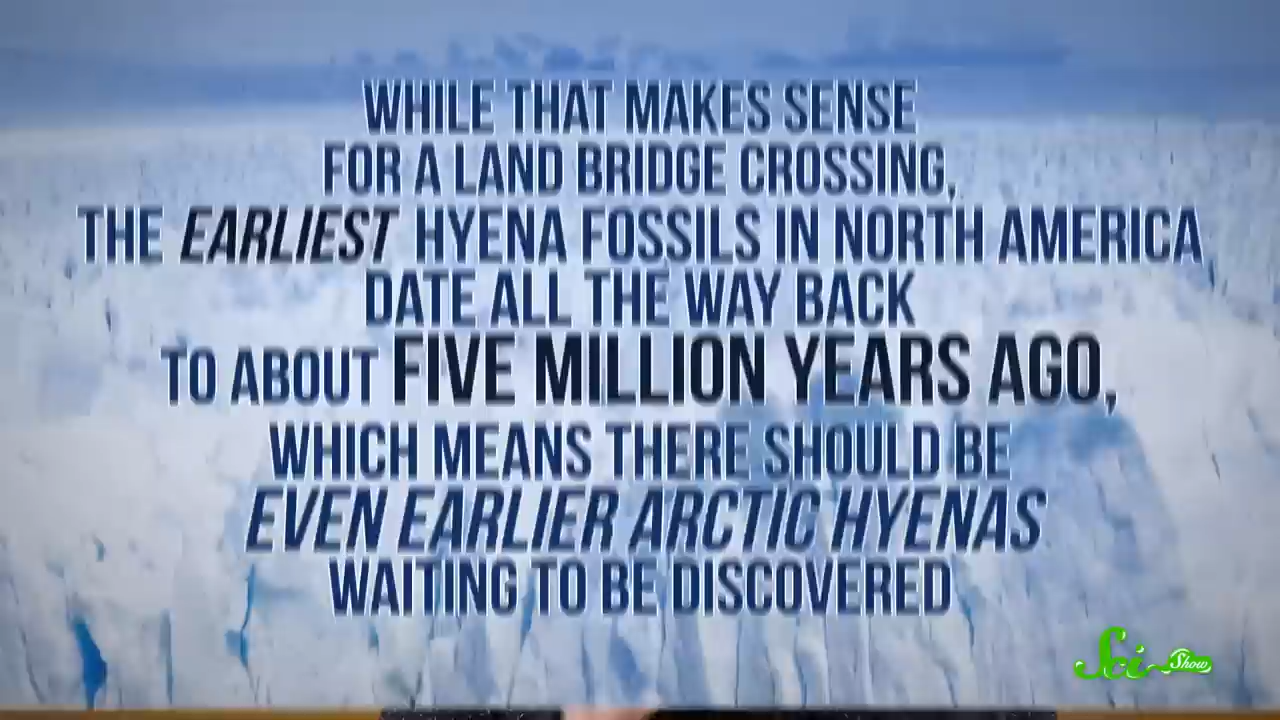 WHILE THAT MAKES SENSE
FOR A LAND BRIDGE CROSSING,
THE EARLIEST HYENA FOSSILS IN NORTH AMERICA
DATE ALL THE WAY BACK
TO ABOUT FIVE MILLION YEARS AGO,
WHICH MEANS THERE SHOULD BE
EVEN EARLIER ARCTIC HYENAS
WAITING TO BE DISCOVERED
Sci Show